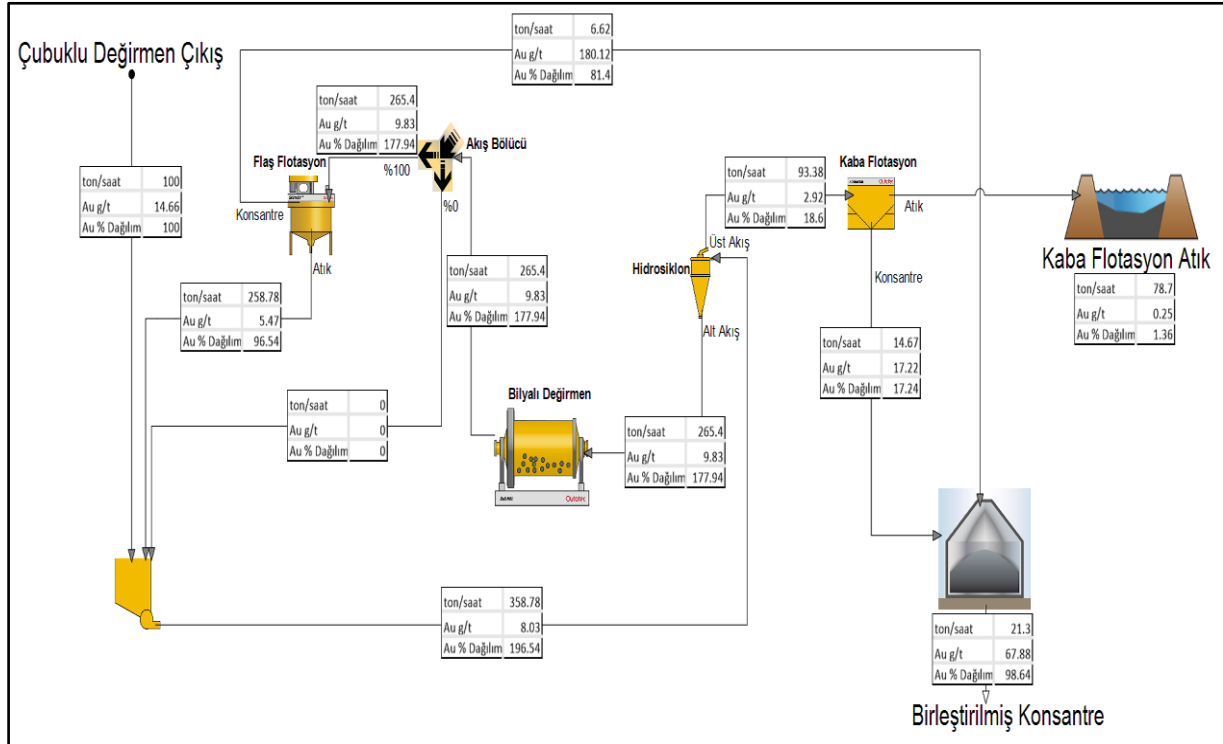 Çubuklu Değirmen Çıkış
ton/saat 6.62
Au g/t 180.12
Au % Dağılım 81.4
ton/saat 265.4
Au g/t 9.83
Au % Dağılım 177.94
Akış Bölücü
%100
%0
Flaş Flotasyon
Konsantre
Atık
ton/saat 100
Au g/t 14.66
Au % Dağılım 100
ton/saat 93.38
Au g/t 2.92
Au % Dağılım 18.6
Kaba Flotasyon
Outotec
Atık
Üst Akış
Hidrosiklon
Alt Akış
Konsantre
Kaba Flotasyon Atık
ton/saat 78.7
Au g/t 0.25
Au % Dağılım 1.36
ton/saat 265.4
Au g/t 9.83
Au % Dağılım 177.94
ton/saat 258.78
Au g/t 5.47
Au % Dağılım 96.54
ton/saat 14.67
Au g/t 17.22
Au % Dağılım 17.24
ton/saat 0
Au g/t 0
Au % Dağılım 0
Bilyalı Değirmen
Outotec
ton/saat 265.4
Au g/t 9.83
Au % Dağılım 177.94
ton/saat 358.78
Au g/t 8.03
Au % Dağılım 196.54
ton/saat 21.3
Au g/t 67.88
Au % Dağılım 98.64
Birleştirilmiş Konsantre